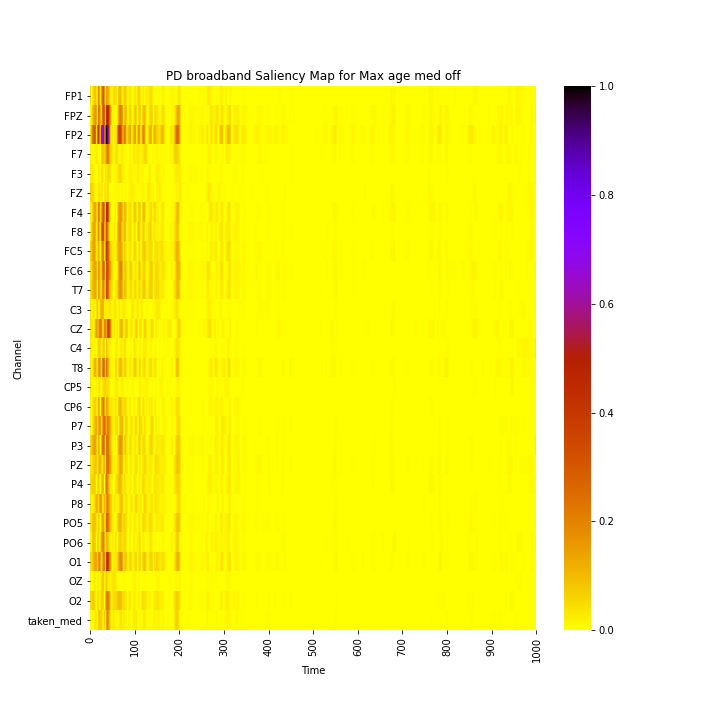 PD broadband Saliency Map for Max age med off
Channel
FP1
FPZ
FP2
F7
F3
FZ
F4
F8
FC5
FC6
T7
C3
CZ
C4
T8
CP5
CP6
P7
P3
PZ
P4
P8
PO5
PO6
O1
OZ
O2
taken_med
0
100
200
300
400
500
600
700
800
900
1000
Time
1.0
0.8
0.6
0.4
0.2
0.0